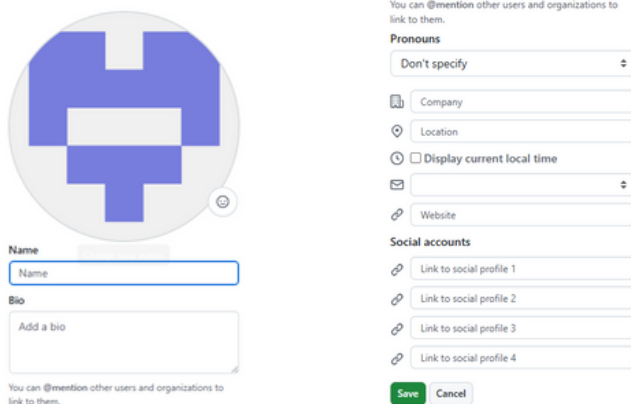 Name
Name
Bio
Add a bio
You can @mention other users and organizations to
link to them.
You can @mention other users and organizations to
link to them.
Pronouns
Don't specify
Company
Location
Display current local time
Website
Social accounts
Link to social profile 1
Link to social profile 2
Link to social profile 3
Link to social profile 4
Save Cancel